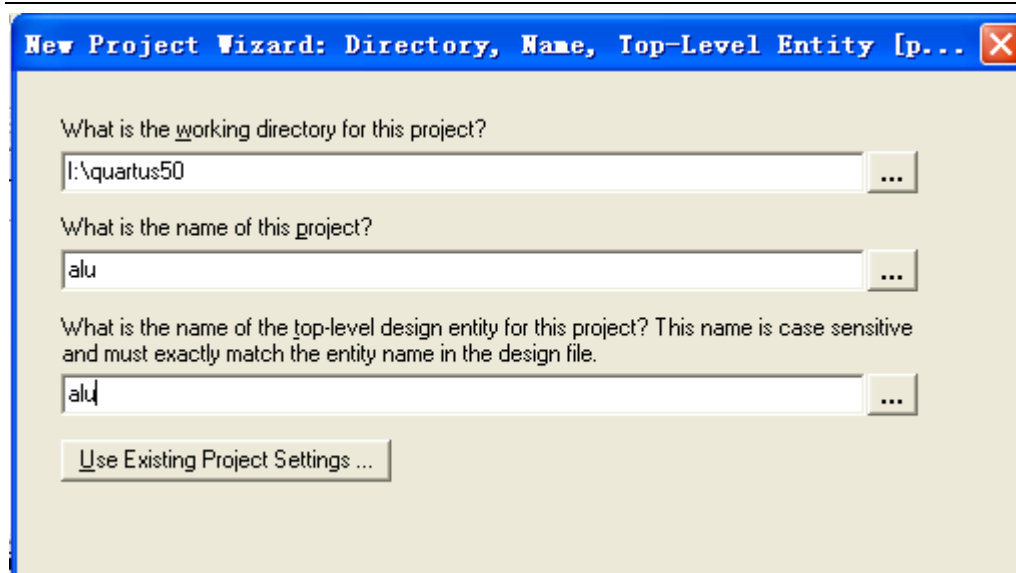 New Project Wizard: Directory, Name, Top-Level Entity [p...
What is the working directory for this project?
I:\quartus50
...
What is the name of this project?
alu
...
What is the name of the top-level design entity for this project? This name is case sensitive
and must exactly match the entity name in the design file.
alu
...
Use Existing Project Settings ...